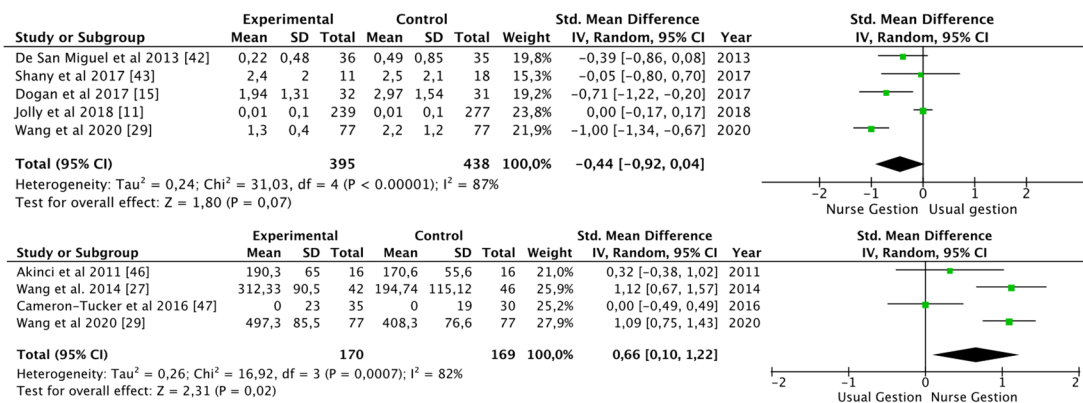 Experimental Control Std. Mean Difference Std. Mean Difference
Study or Subgroup Mean SD Total Mean SD Total Weight IV, Random, 95% CI Year IV, Random, 95% CI
De San Miguel et al 2013 [42] 0,22 0,48 36 0,49 0,85 35 19,8% −0,39 [−0,86, 0,08] 2013
Shany et al 2017 [43] 2,4 2 11 2,5 2,1 18 15,3% −0,05 [−0,80, 0,70] 2017
Dogan et al 2017 [15] 1,94 1,31 32 2,97 1,54 31 19,2% −0,71 [−1,22, −0,20] 2017
Jolly et al 2018 [11] 0,01 0,1 239 0,01 0,1 277 23,8% 0,00 [−0,17, 0,17] 2018
Wang et al 2020 [29] 1,3 0,4 77 2,2 1,2 77 21,9% −1,00 [−1,34, −0,67] 2020
Total (95% CI) 395 438 100,0% −0,44 [−0,92, 0,04]
Heterogeneity: Tau² = 0,24; Chi² = 31,03, df = 4 (P < 0.00001); I² = 87%
Test for overall effect: Z = 1,80 (P = 0,07)
−2 −1 0 1 2
Nurse Gestion Usual gestion
Experimental Control Std. Mean Difference Std. Mean Difference
Study or Subgroup Mean SD Total Mean SD Total Weight IV, Random, 95% CI Year IV, Random, 95% CI
Akinci et al 2011 [46] 190,3 65 16 170,6 55,6 16 21,0% 0,32 [−0,38, 1,02] 2011
Wang et al. 2014 [27] 312,33 90,5 42 194,74 115,12 46 25,9% 1,12 [0,67, 1,57] 2014
Cameron-Tucker et al 2016 [47] 0 23 35 0 19 30 25,2% 0,00 [−0,49, 0,49] 2016
Wang et al 2020 [29] 497,3 85,5 77 408,3 76,6 77 27,9% 1,09 [0,75, 1,43] 2020
Total (95% CI) 170 169 100,0% 0,66 [0,10, 1,22]
Heterogeneity: Tau² = 0,26; Chi² = 16,92, df = 3 (P = 0,0007); I² = 82%
Test for overall effect: Z = 2,31 (P = 0,02)
−2 −1 0 1 2
Usual Gestion Nurse Gestion